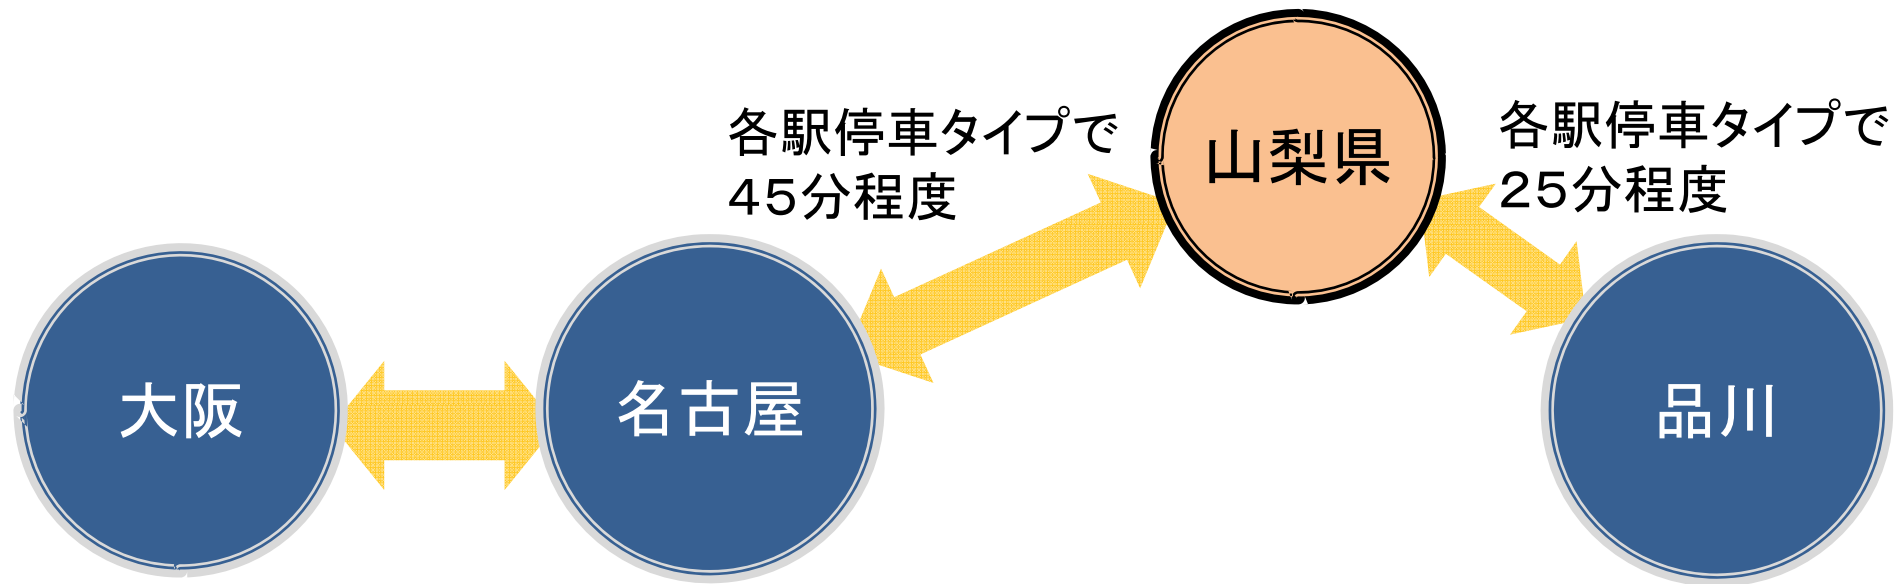 各駅停車タイプで
45分程度
山梨県
各駅停車タイプで
25分程度
大阪
名古屋
品川